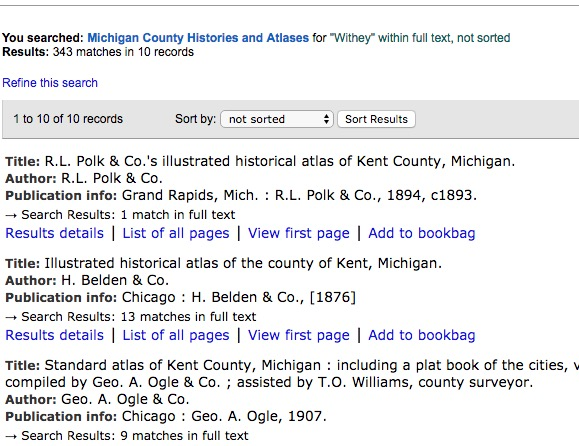 You searched: Michigan County Histories and Atlases for "Withey" within full text, not sorted
Results: 343 matches in 10 records
Refine this search
1 to 10 of 10 records Sort by: not sorted Sort Results
Title: R.L. Polk & Co.'s illustrated historical atlas of Kent County, Michigan.
Author: R.L. Polk & Co.
Publication info: Grand Rapids, Mich. : R.L. Polk & Co., 1894, c1893.
→ Search Results: 1 match in full text
Results details | List of all pages | View first page | Add to bookbag
Title: Illustrated historical atlas of the county of Kent, Michigan.
Author: H. Belden & Co.
Publication info: Chicago : H. Belden & Co., [1876]
→ Search Results: 13 matches in full text
Results details | List of all pages | View first page | Add to bookbag
Title: Standard atlas of Kent County, Michigan : including a plat book of the cities, v
compiled by Geo. A. Ogle & Co. ; assisted by T.O. Williams, county surveyor.
Author: Geo. A. Ogle & Co.
Publication info: Chicago : Geo. A. Ogle, 1907.
→ Search Results: 9 matches in full text